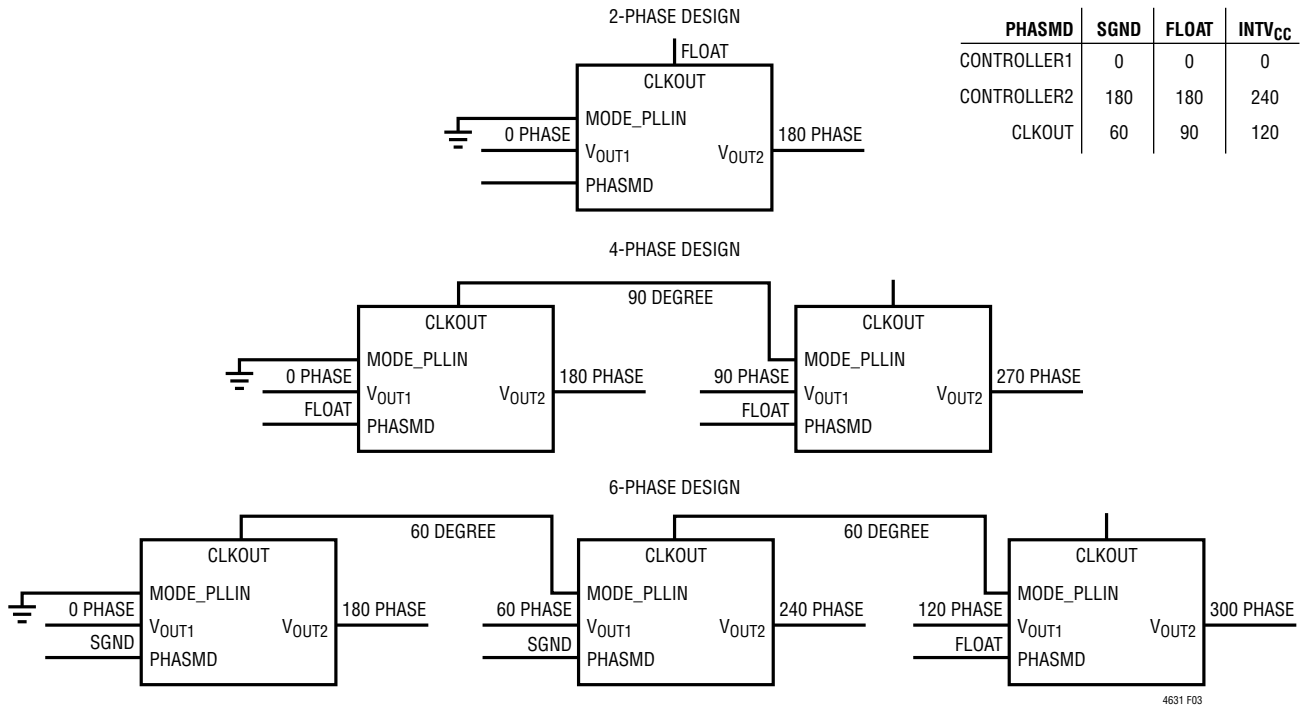 2-PHASE DESIGN
FLOAT
CLKOUT
MODE_PLLIN
0 PHASE
VOUT1
VOUT2
180 PHASE
PHASMD
PHASMD SGND FLOAT INTVCC
CONTROLLER1 0 0 0
CONTROLLER2 180 180 240
CLKOUT 60 90 120
4-PHASE DESIGN
90 DEGREE
CLKOUT
MODE_PLLIN
0 PHASE
VOUT1
VOUT2
180 PHASE
FLOAT
PHASMD
CLKOUT
MODE_PLLIN
90 PHASE
VOUT1
VOUT2
270 PHASE
FLOAT
PHASMD
6-PHASE DESIGN
60 DEGREE
60 DEGREE
CLKOUT
MODE_PLLIN
0 PHASE
VOUT1
VOUT2
180 PHASE
SGND
PHASMD
CLKOUT
MODE_PLLIN
60 PHASE
VOUT1
VOUT2
240 PHASE
SGND
PHASMD
CLKOUT
MODE_PLLIN
120 PHASE
VOUT1
VOUT2
300 PHASE
FLOAT
PHASMD
4631 F03